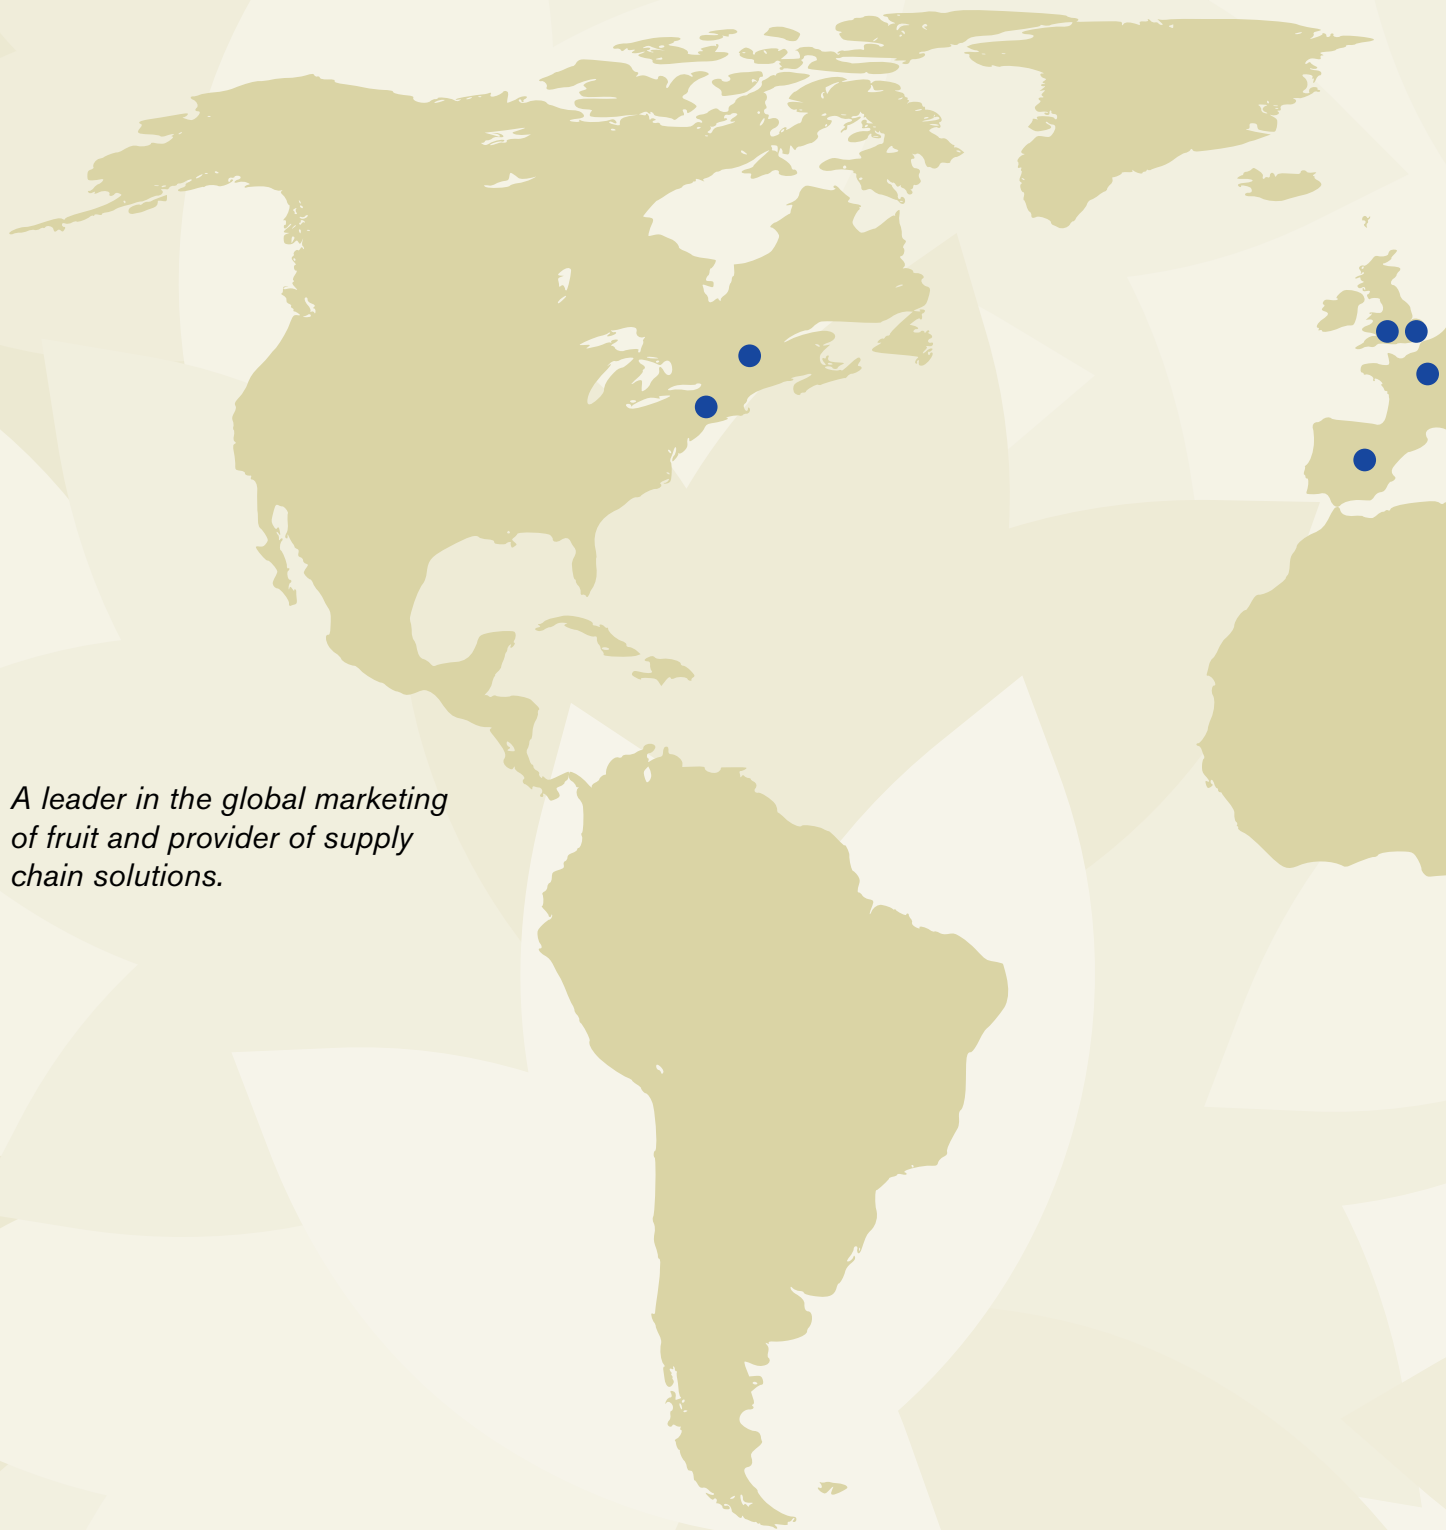 A leader in the global marketing
of fruit and provider of supply
chain solutions.